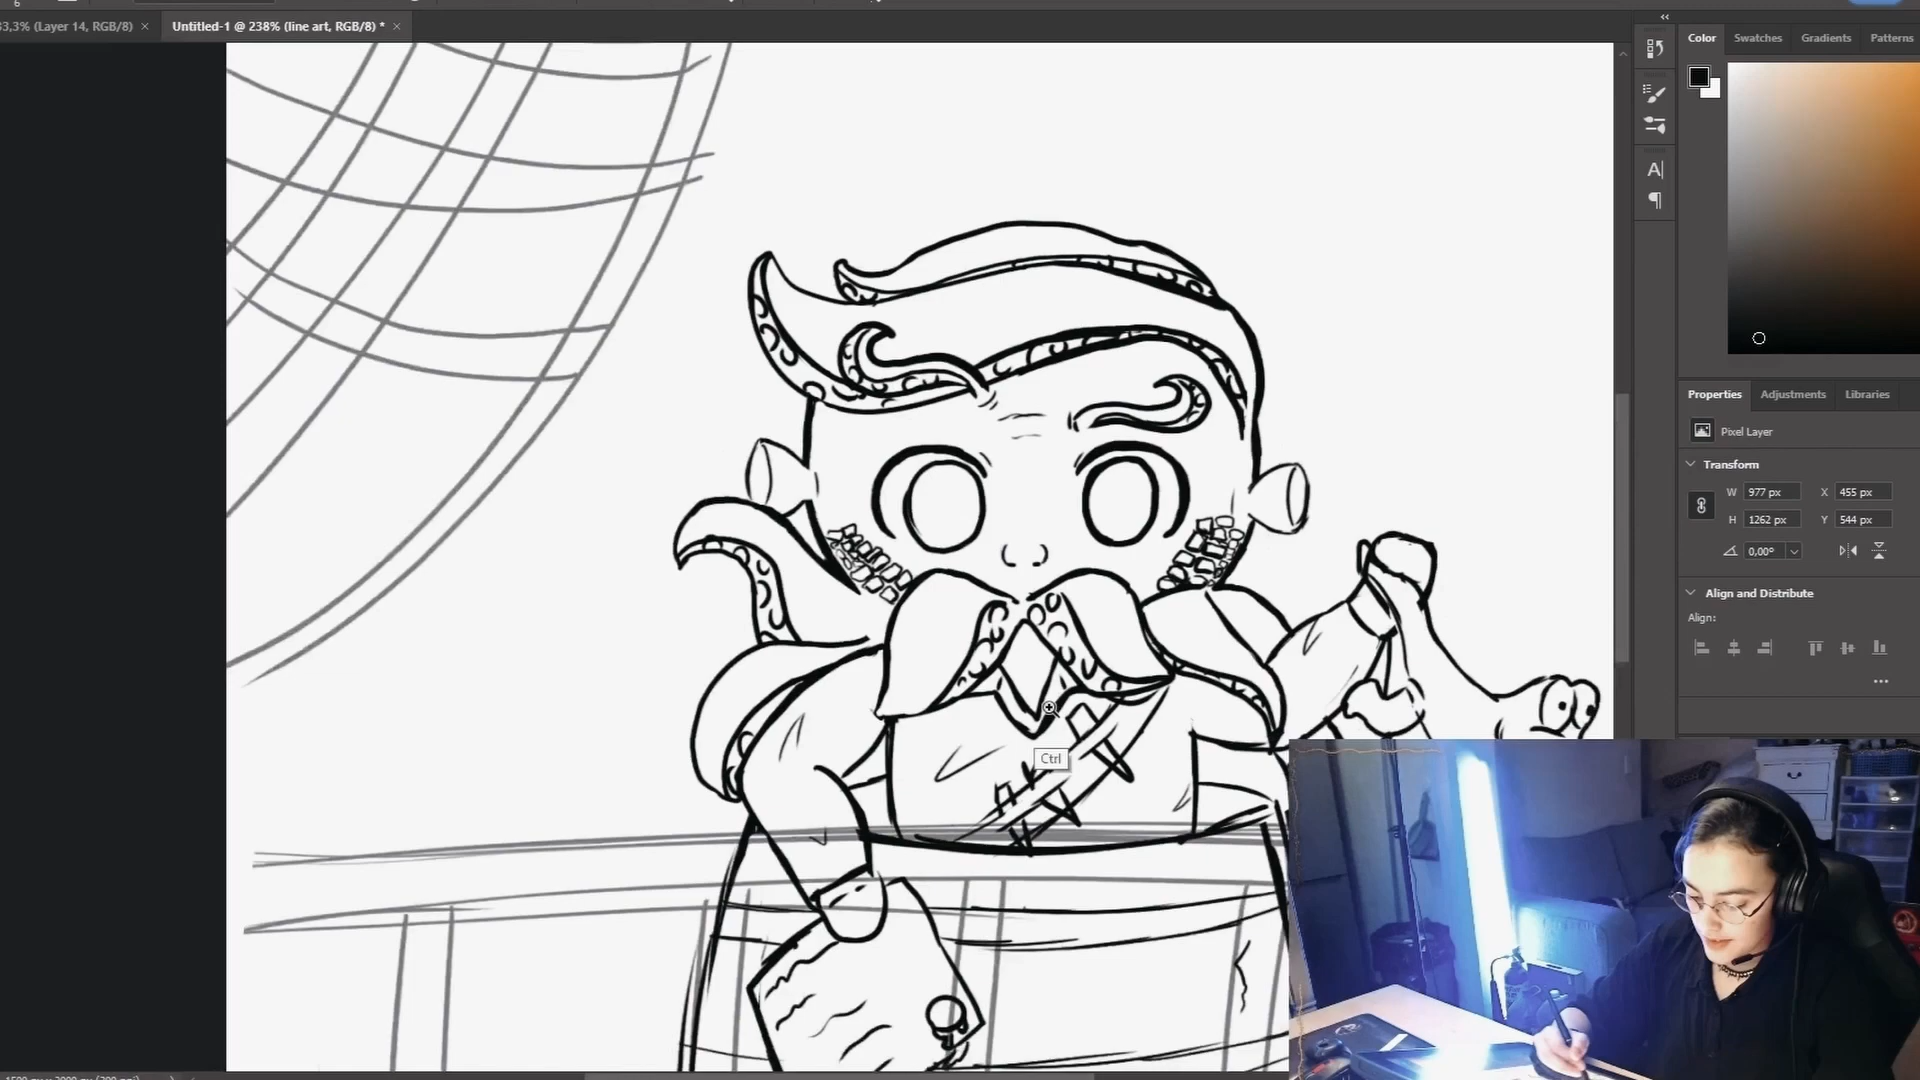 33,3% (Layer 14, RGB/8) ×
Untitled-1 @ 238% (line art, RGB/8) * ×
Color Swatches Gradients Patterns
Properties Adjustments Libraries
Pixel Layer
Transform
W 977 px X 455 px
H 1262 px Y 544 px
0,00°
Align and Distribute
Align:
Ctrl